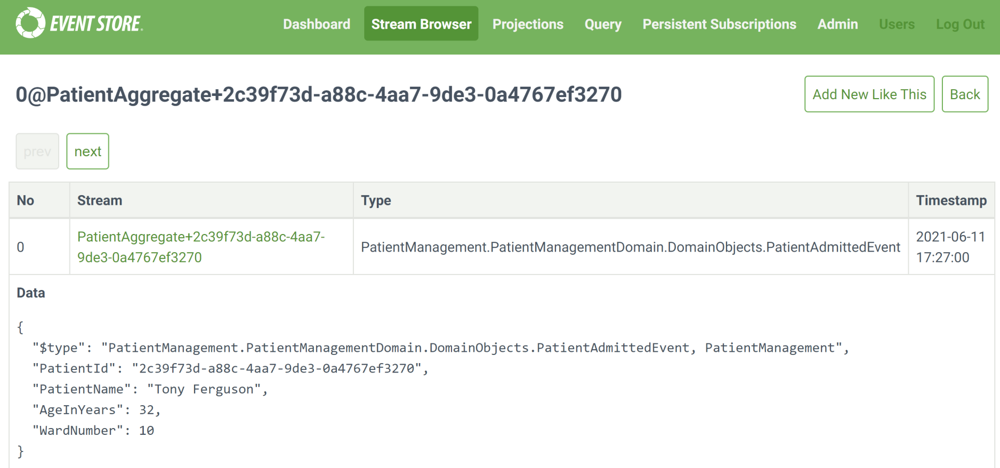 EVENT STORE
Dashboard
Stream Browser
Projections
Query
Persistent Subscriptions
Admin
Users
Log Out
0@PatientAggregate+2c39f73d-a88c-4aa7-9de3-0a4767ef3270
Add New Like This
Back
prev
next
No
Stream
Type
Timestamp
0
PatientAggregate+2c39f73d-a88c-4aa7-
9de3-0a4767ef3270
PatientManagement.PatientManagementDomain.DomainObjects.PatientAdmittedEvent
2021-06-11
17:27:00
Data
{
"$type": "PatientManagement.PatientManagementDomain.DomainObjects.PatientAdmittedEvent, PatientManagement",
"PatientId": "2c39f73d-a88c-4aa7-9de3-0a4767ef3270",
"PatientName": "Tony Ferguson",
"AgeInYears": 32,
"WardNumber": 10
}